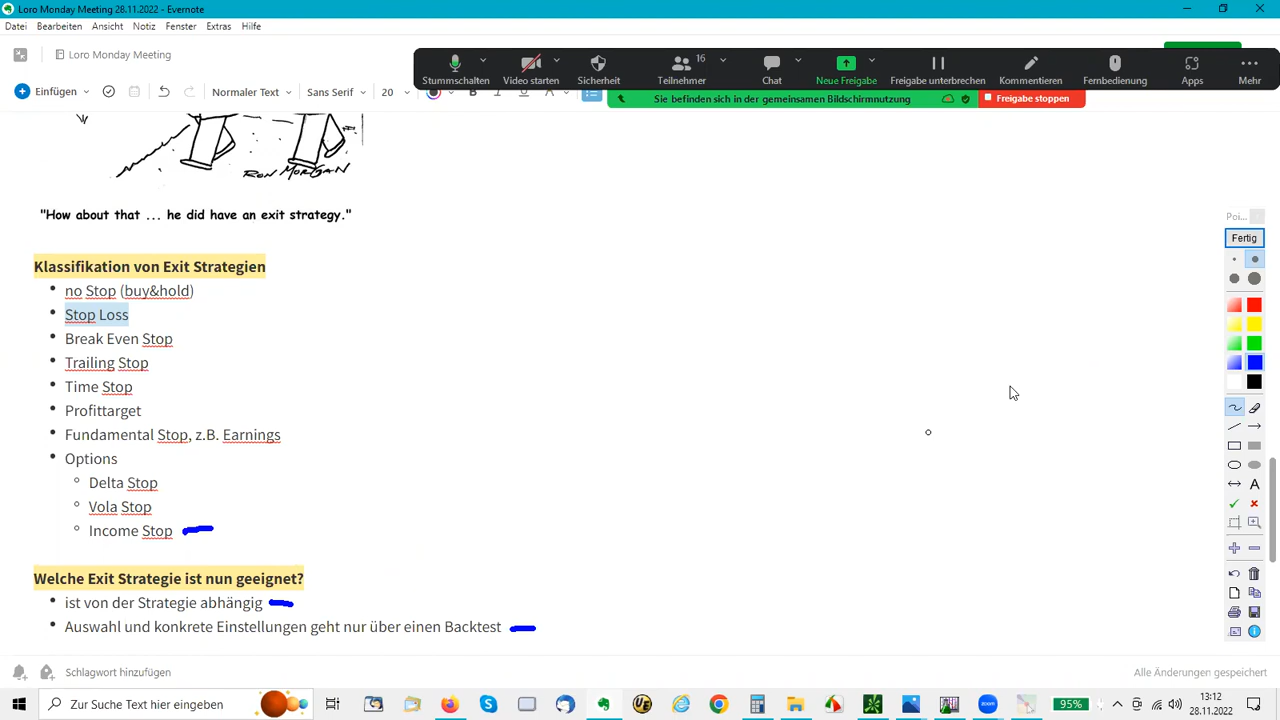 Loro Monday Meeting 28.11.2022 - Evernote
Datei Bearbeiten Ansicht Notiz Fenster Extras Hilfe
Loro Monday Meeting
Stummschalten Video starten Sicherheit Teilnehmer 16 Chat Neue Freigabe Freigabe unterbrechen Kommentieren Fernbedienung Apps Mehr
Einfügen Normaler Text Sans Serif 20 B I U A
Sie befinden sich in der gemeinsamen Bildschirmnutzung Freigabe stoppen
RON MORGAN
"How about that ... he did have an exit strategy."
Poi...
Fertig
Klassifikation von Exit Strategien
no Stop (buy&hold)
Stop Loss
Break Even Stop
Trailing Stop
Time Stop
Profittarget
Fundamental Stop, z.B. Earnings
Options
Delta Stop
Vola Stop
Income Stop
A
Welche Exit Strategie ist nun geeignet?
ist von der Strategie abhängig
Auswahl und konkrete Einstellungen geht nur über einen Backtest
Schlagwort hinzufügen Alle Änderungen gespeichert
Zur Suche Text hier eingeben zoom 95% 13:12
28.11.2022